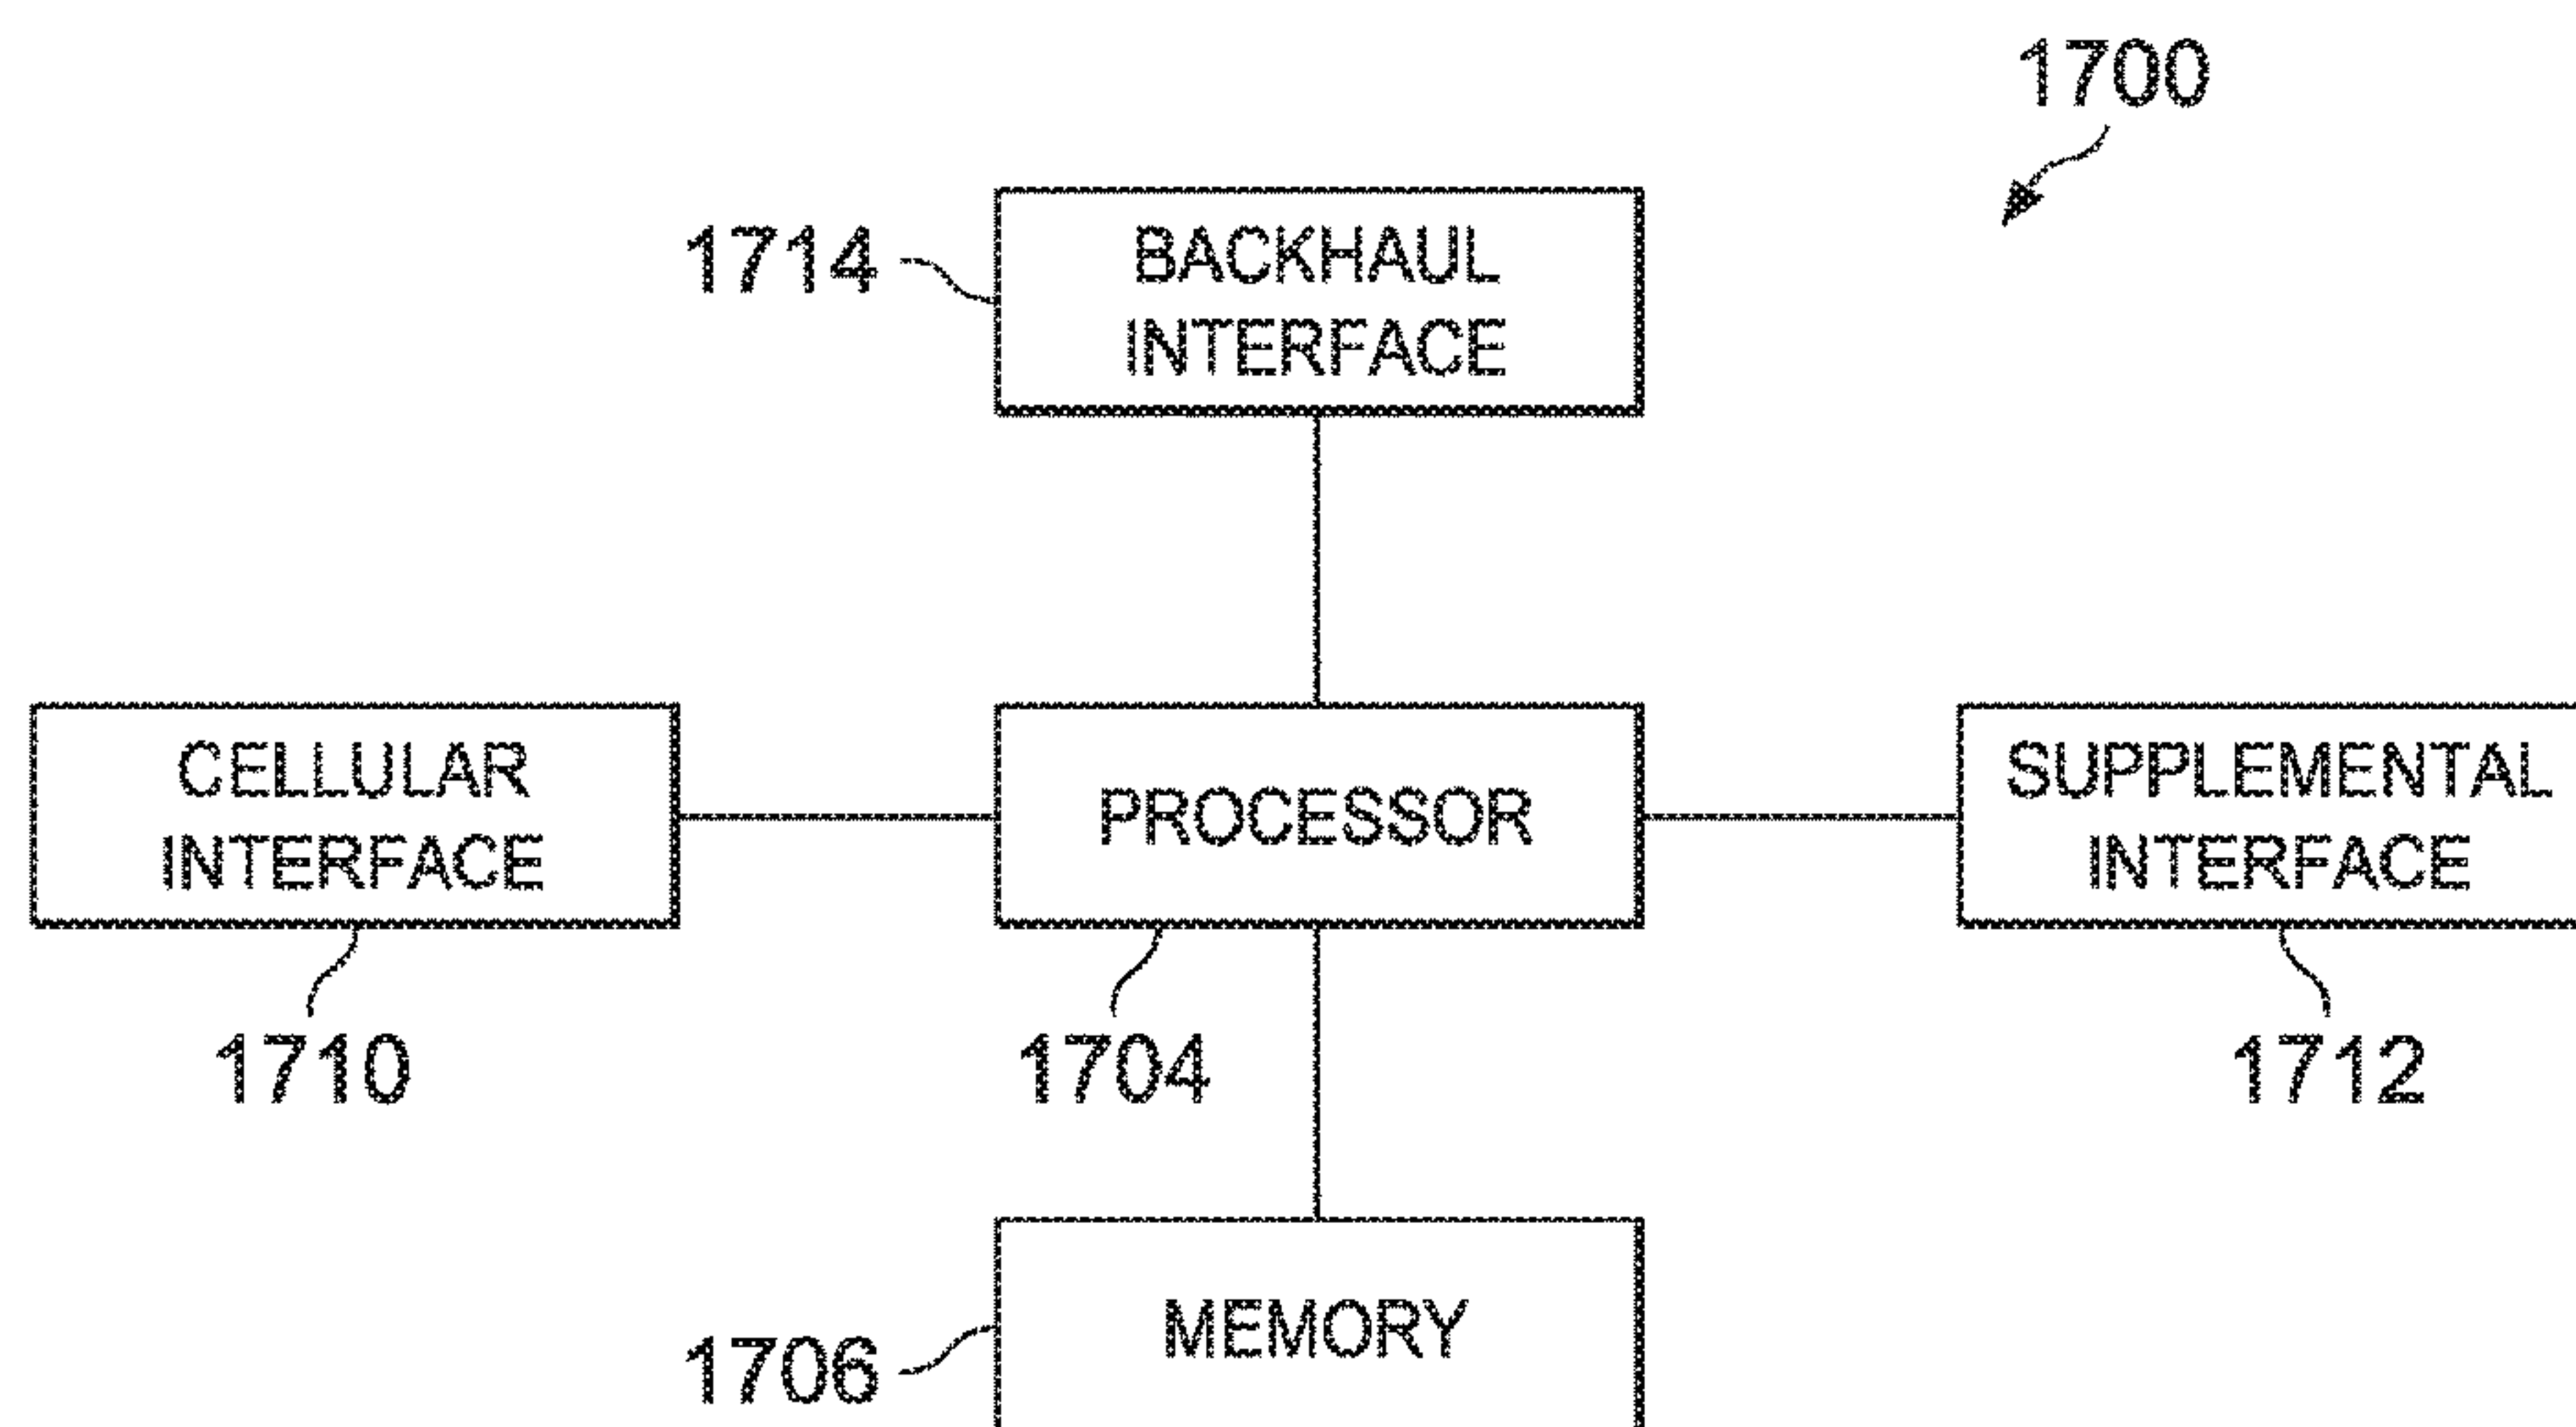 1700
1714
BACKHAUL
INTERFACE
CELLULAR
INTERFACE
PROCESSOR
SUPPLEMENTAL
INTERFACE
1710
1704
1712
MEMORY
1706